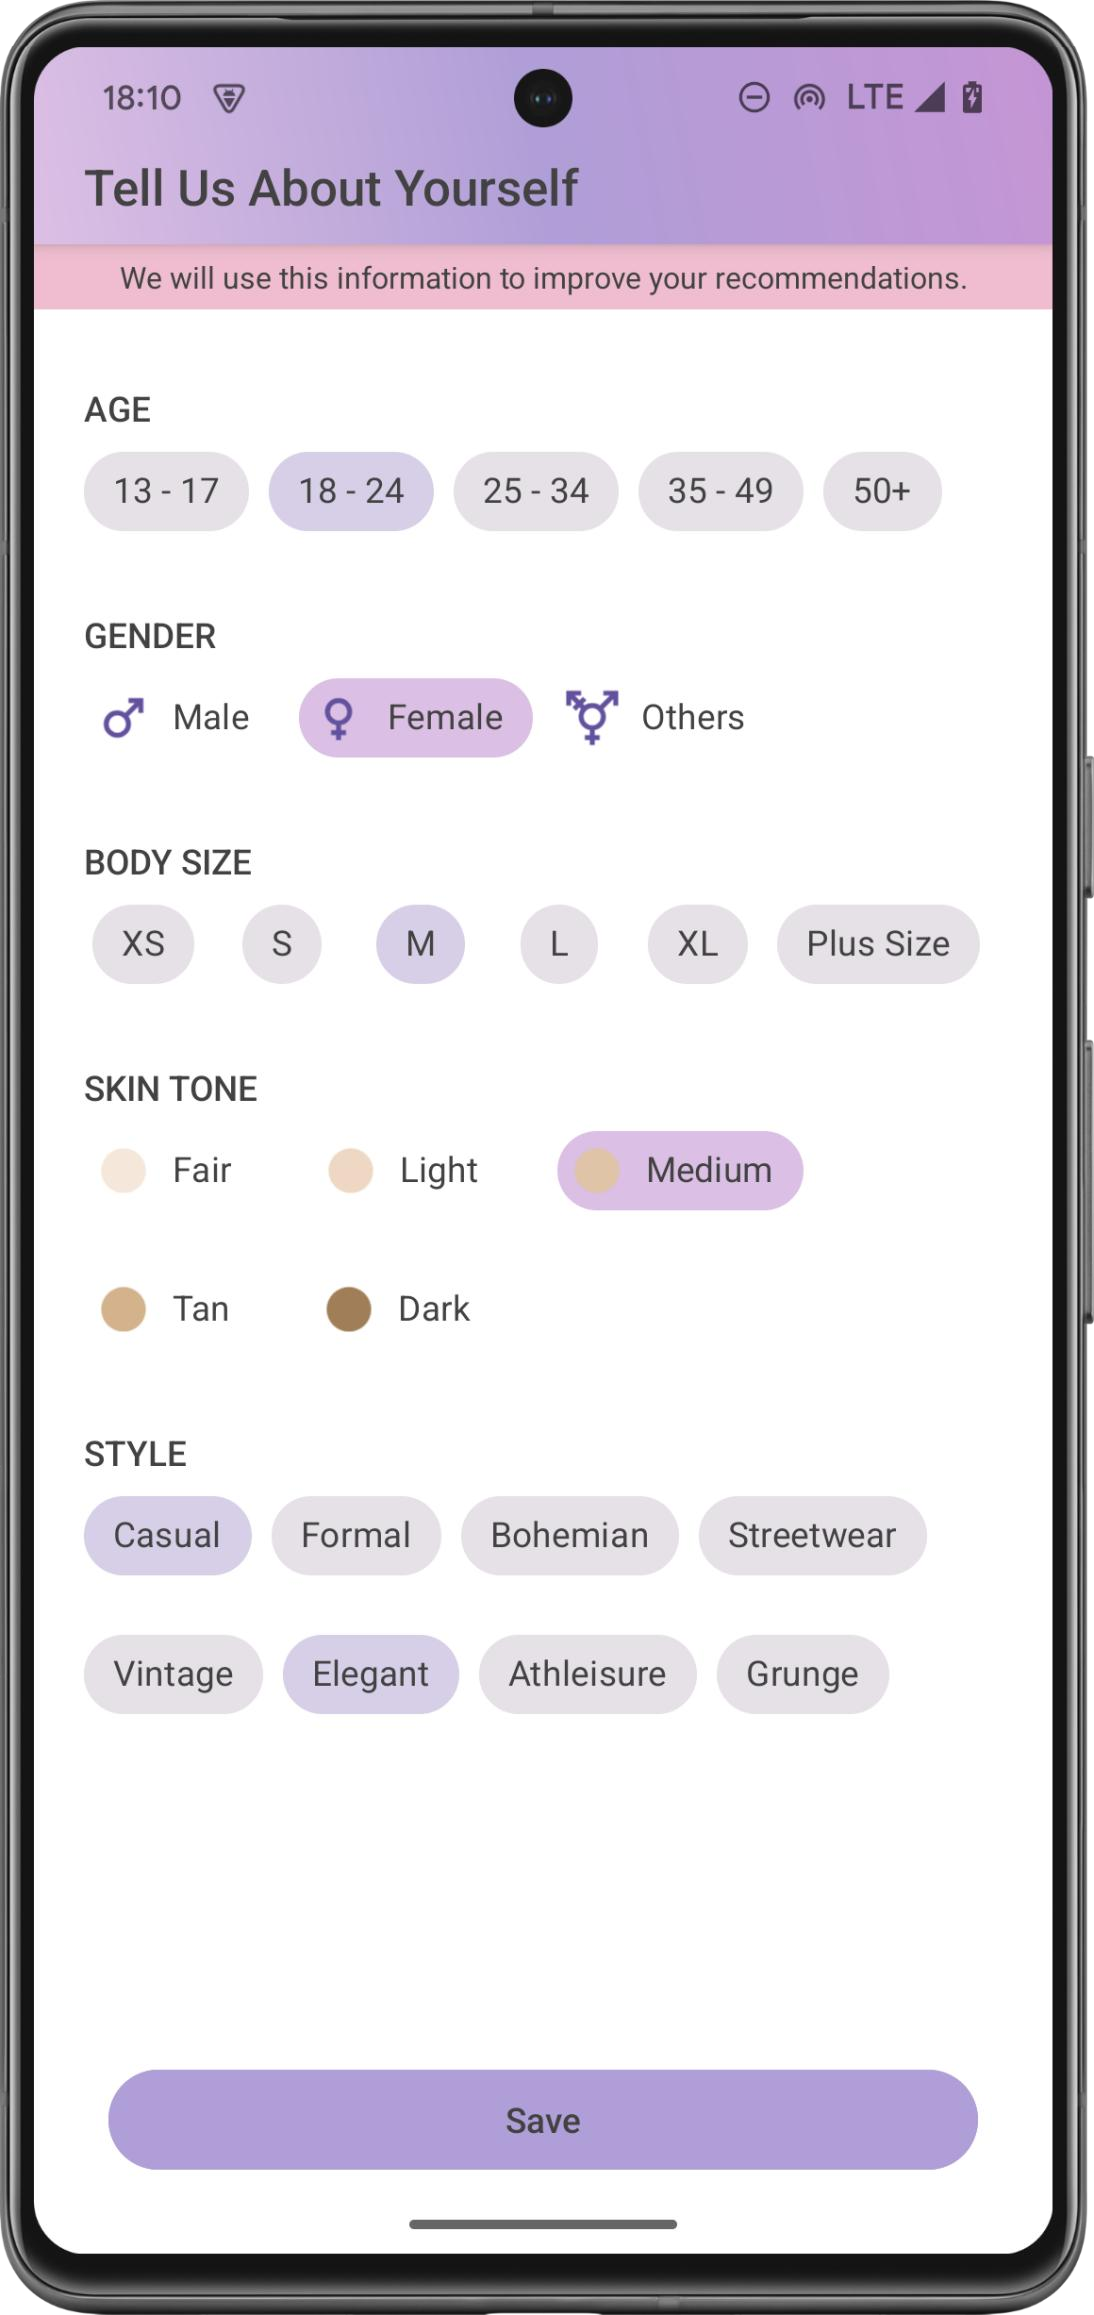 18:10 LTE
Tell Us About Yourself
We will use this information to improve your recommendations.
AGE
13 - 17 18 - 24 25 - 34 35 - 49 50+
GENDER
Male Female Others
BODY SIZE
XS S M L XL Plus Size
SKIN TONE
Fair Light Medium
Tan Dark
STYLE
Casual Formal Bohemian Streetwear
Vintage Elegant Athleisure Grunge
Save